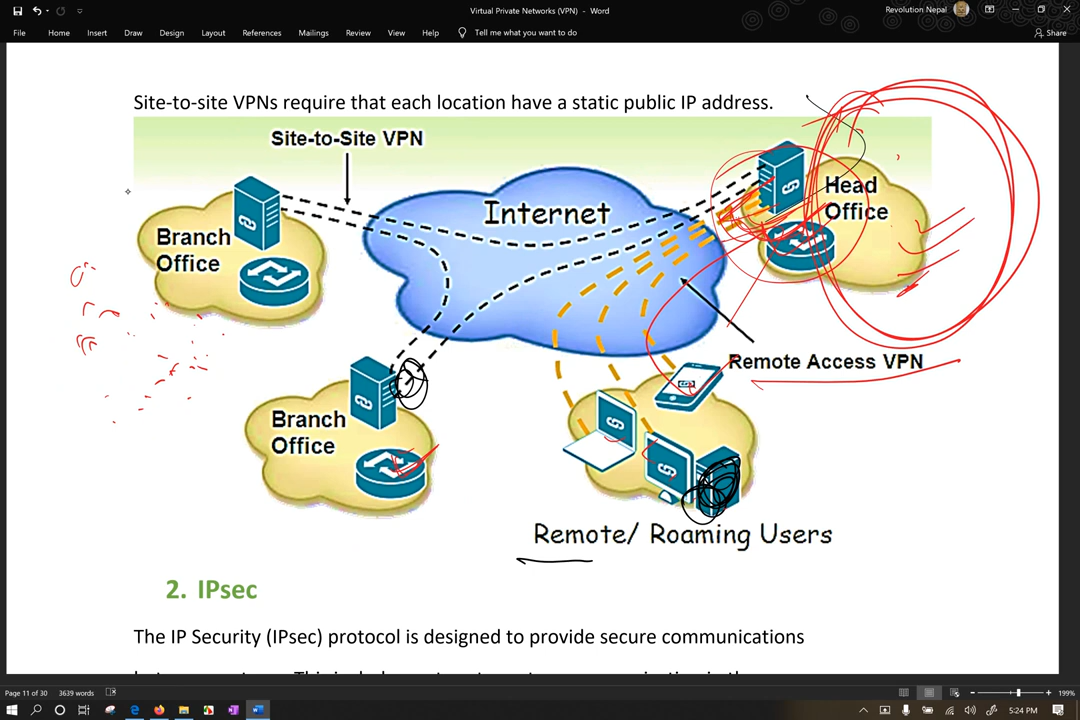 Virtual Private Networks (VPN) - Word
Revolution Nepal
File Home Insert Draw Design Layout References Mailings Review View Help Tell me what you want to do Share
Site-to-site VPNs require that each location have a static public IP address.
Site-to-Site VPN
Internet
Head
Office
Branch
Office
Remote Access VPN
Branch
Office
Remote/ Roaming Users
2. IPsec
The IP Security (IPsec) protocol is designed to provide secure communications
Page 11 of 30 3639 words 199%
5:24 PM